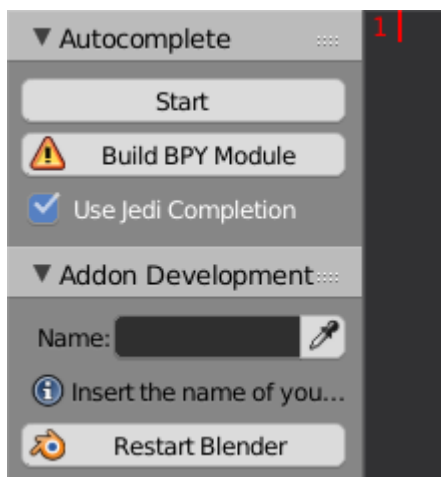 Autocomplete
1
Start
Build BPY Module
Use Jedi Completion
Addon Development
Name:
Insert the name of you...
Restart Blender